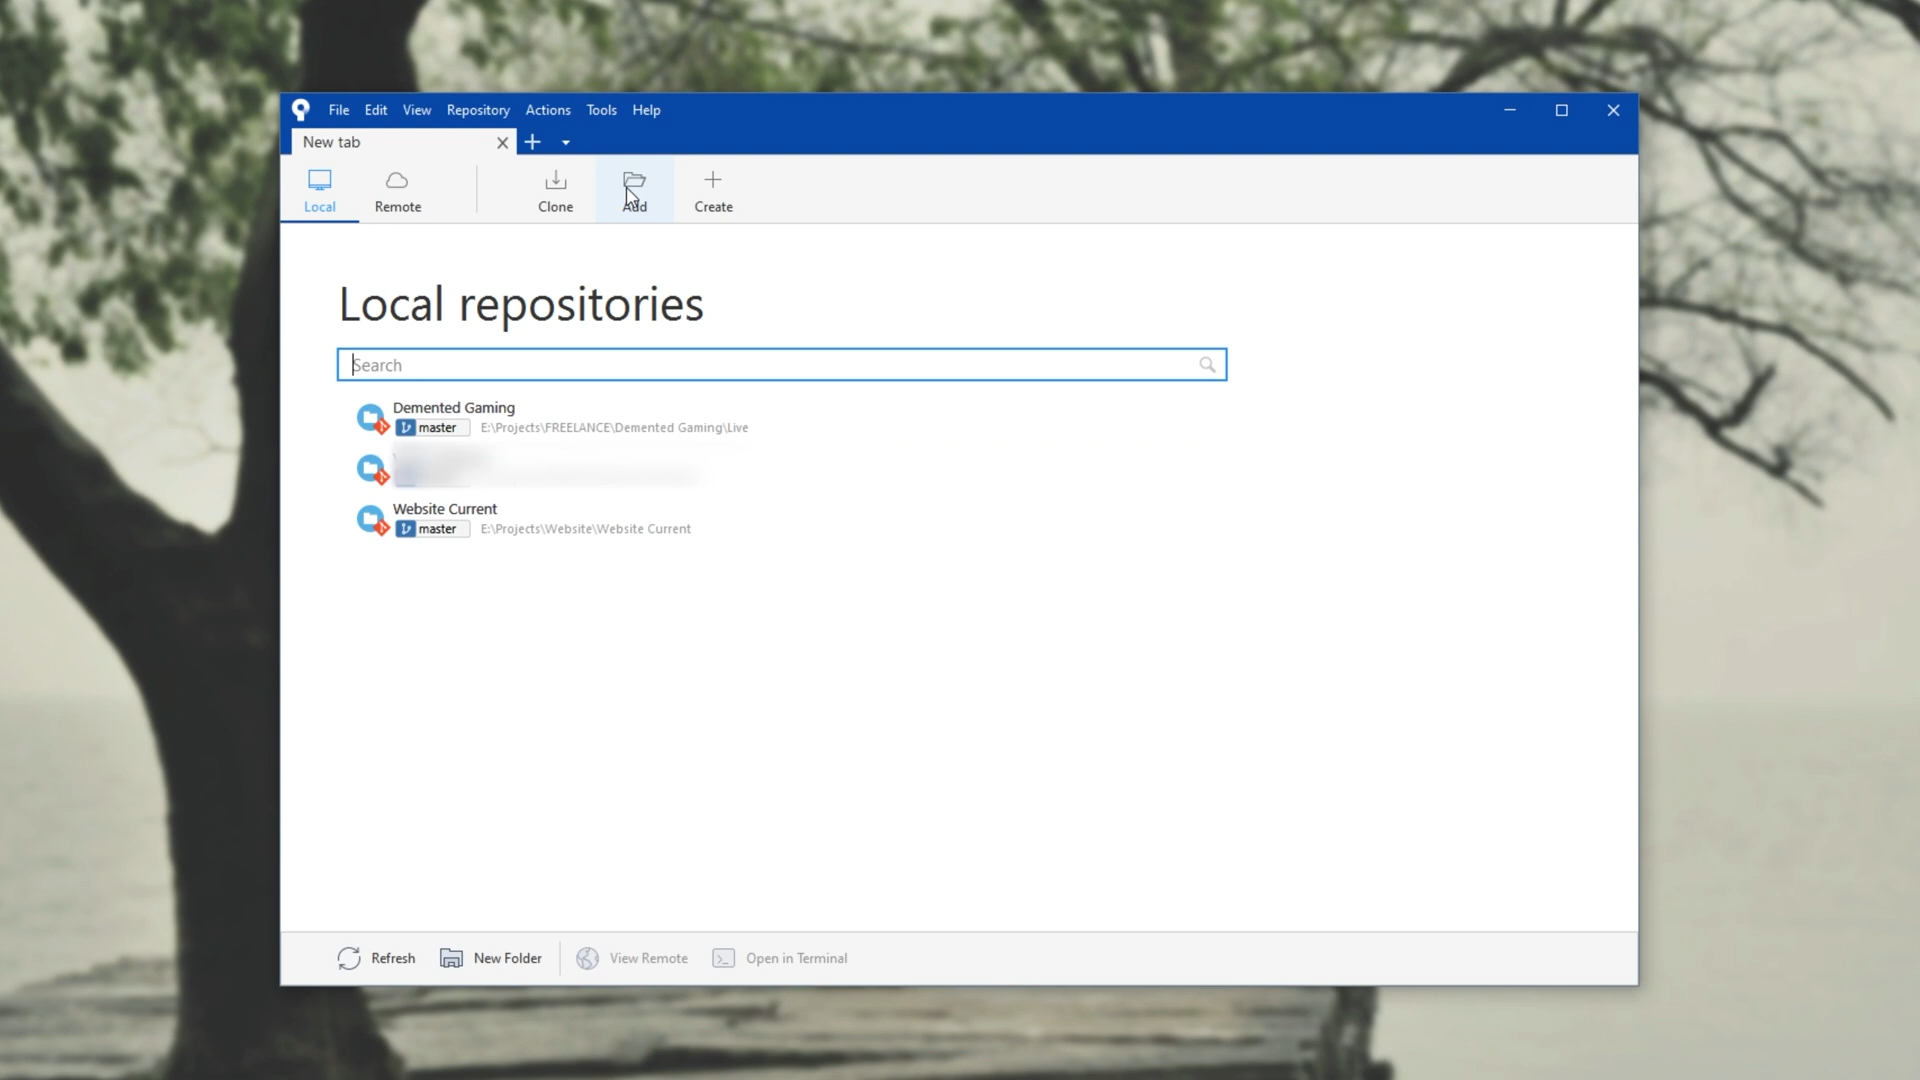 File Edit View Repository Actions Tools Help
New tab
Local Remote Clone Add Create
Local repositories
Search
Demented Gaming
master E:\Projects\FREELANCE\Demented Gaming\Live
Website Current
master E:\Projects\Website\Website Current
Refresh New Folder View Remote Open in Terminal